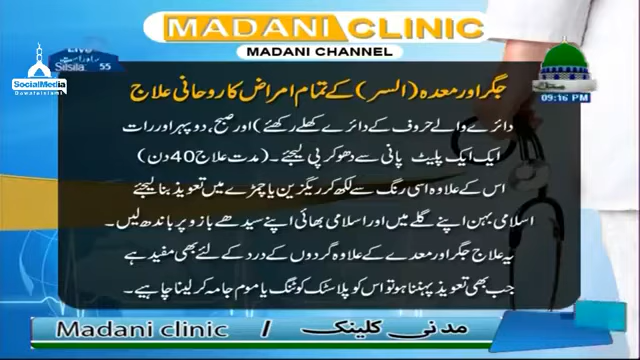 MADANI CLINIC
MADANI CHANNEL
LIVE
Silsila 55
SocialMedia
DawateIslami
09:16 PM
جگر اور معدہ (السر) کے تمام امراض کا روحانی علاج
دائرے والے حروف کے دائرے کھلے رکھئے) اور صبح، دوپہر اور رات
ایک ایک پلیٹ پانی سے دھو کر پی لیجئے۔ (مدت علاج 40 دن)
اس کے علاوہ اسی رنگ سے لکھ کر ریگزین یا چمڑے میں تعویذ بنا لیجئے
اسلامی بہن اپنے گلے میں اور اسلامی بھائی اپنے سیدھے بازو پر باندھ لیں۔
یہ علاج جگر اور معدے کے علاوہ گردوں کے درد کے لئے بھی مفید ہے
جب بھی تعویذ پہننا ہو تو اس کو پلاسٹک کوٹنگ یا موم جامہ کر لینا چاہیے۔
Madani clinic / مدنی کلینک